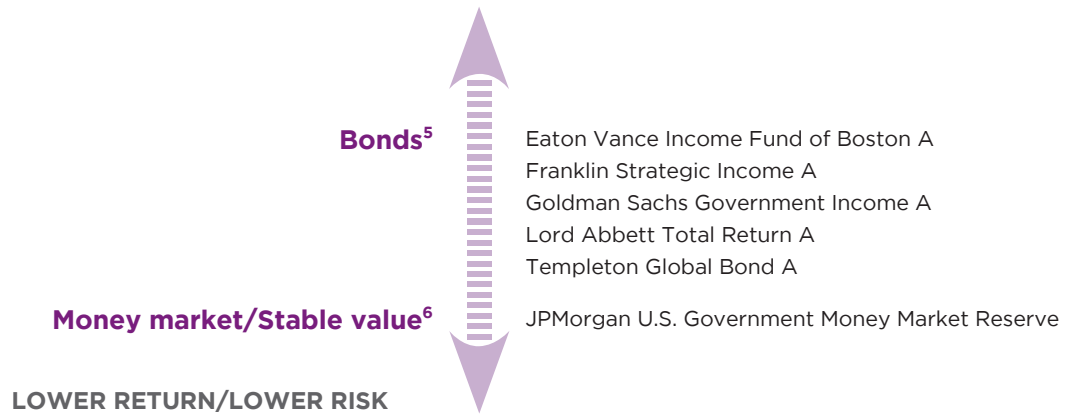 Bonds5
Eaton Vance Income Fund of Boston A
Franklin Strategic Income A
Goldman Sachs Government Income A
Lord Abbett Total Return A
Templeton Global Bond A
Money market/Stable value6
JPMorgan U.S. Government Money Market Reserve
LOWER RETURN/LOWER RISK